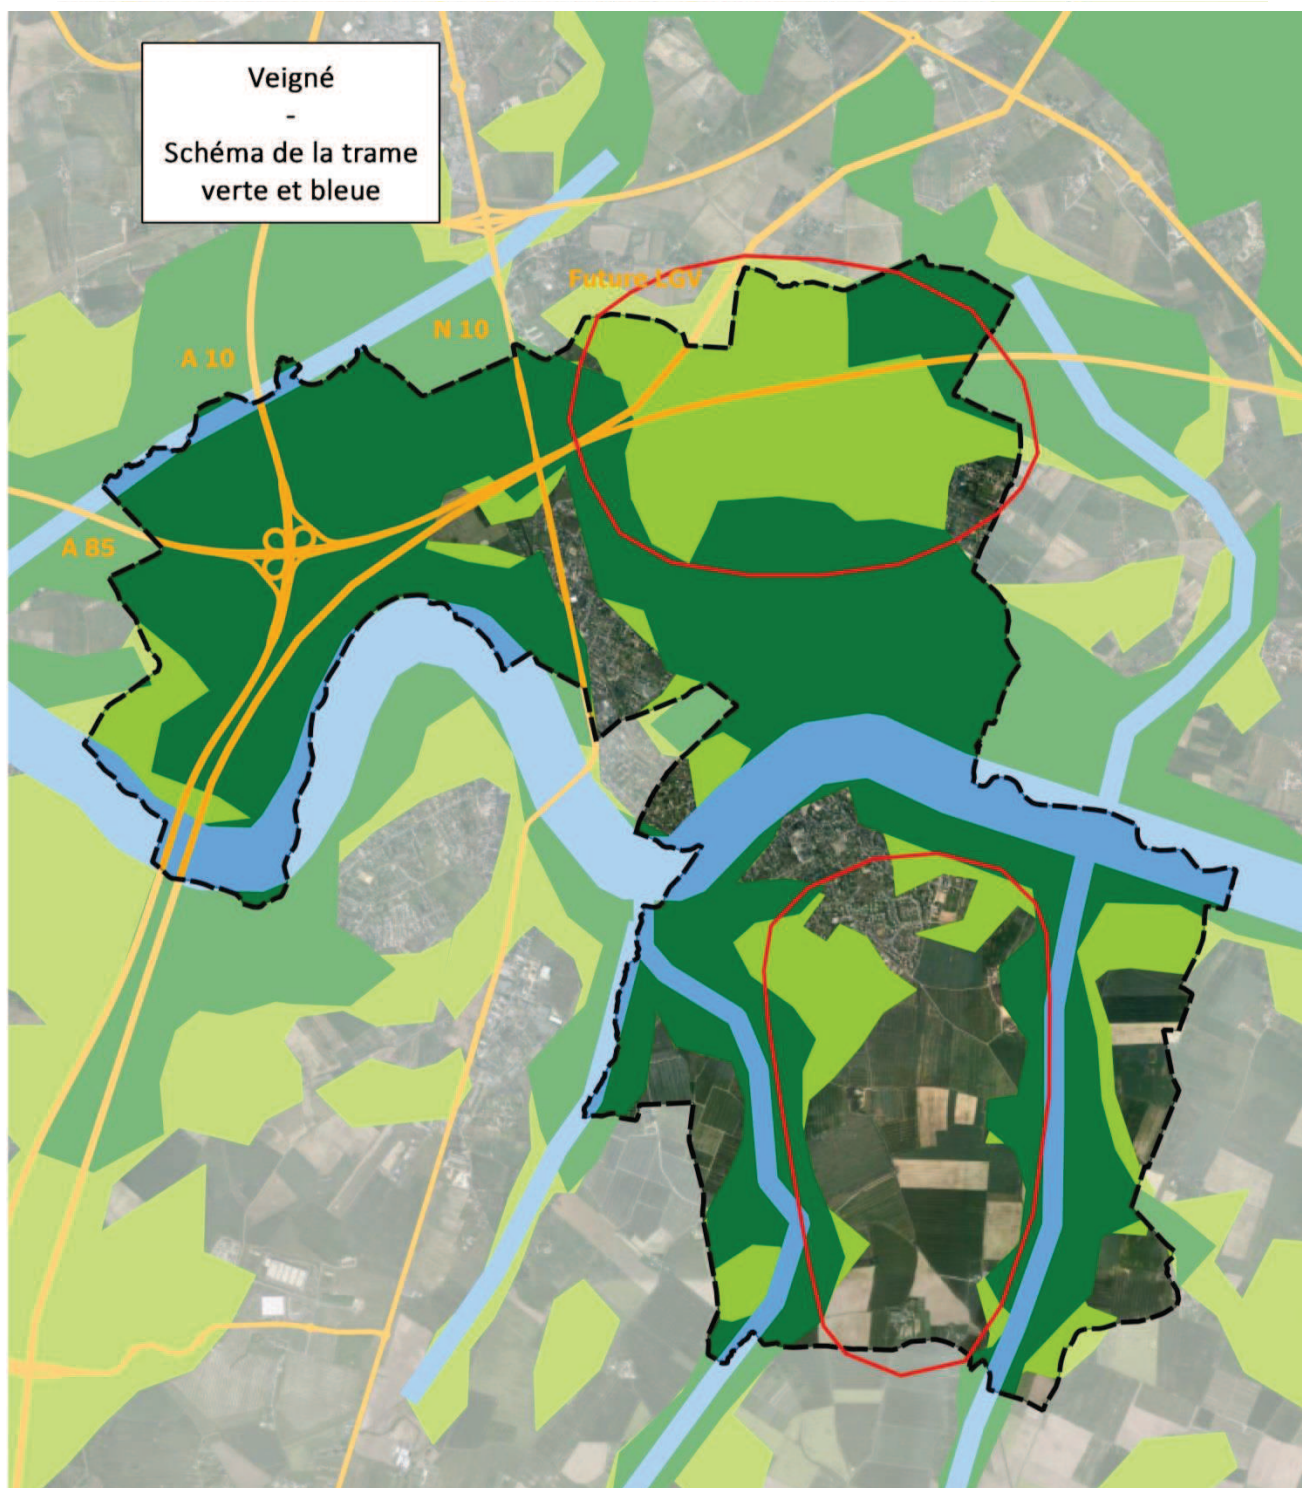 Veigné
-
Schéma de la trame
verte et bleue
Future LGV
N 10
A 10
A 85